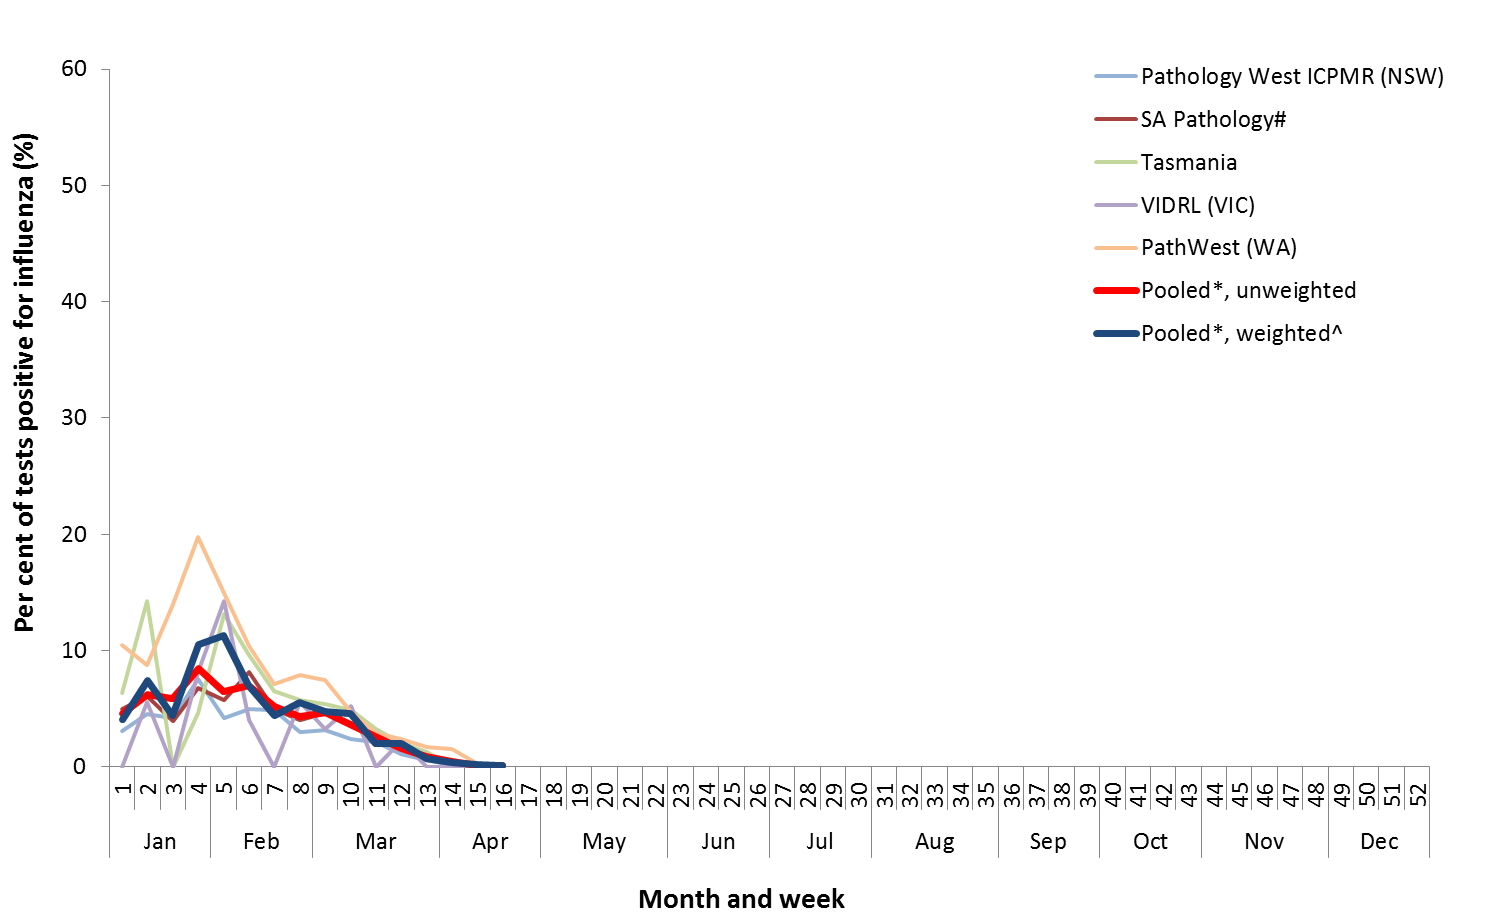 Per cent of tests positive for influenza (%)
60
50
40
30
20
10
0
Pathology West ICPMR (NSW)
SA Pathology#
Tasmania
VIDRL (VIC)
PathWest (WA)
Pooled*, unweighted
Pooled*, weighted^
1 2 3 4 5 6 7 8 9 10 11 12 13 14 15 16 17 18 19 20 21 22 23 24 25 26 27 28 29 30 31 32 33 34 35 36 37 38 39 40 41 42 43 44 45 46 47 48 49 50 51 52
Jan Feb Mar Apr May Jun Jul Aug Sep Oct Nov Dec
Month and week